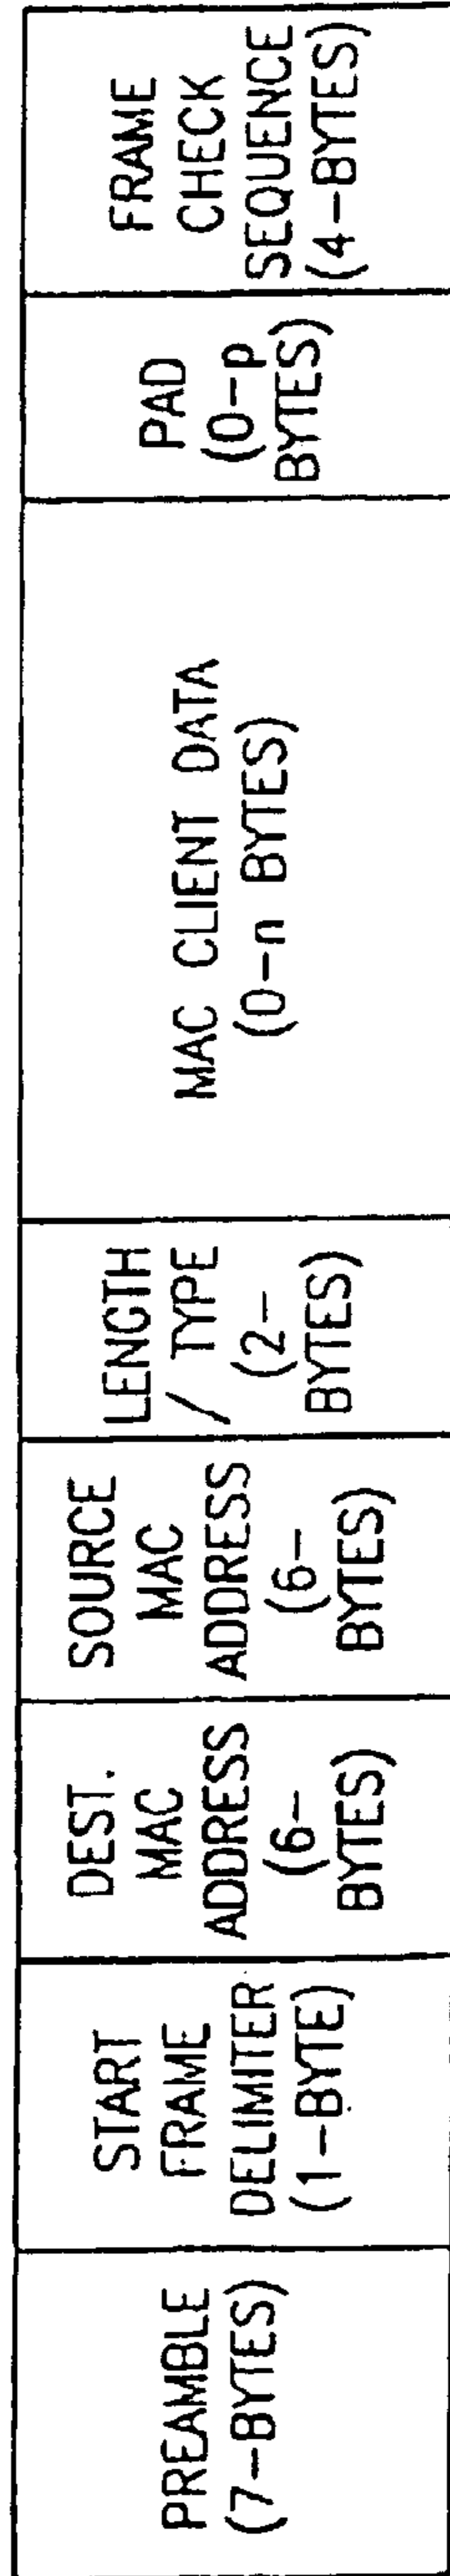 PREAMBLE
(7-BYTES)
START
FRAME
DELIMITER
(1-BYTE)
DEST.
MAC
ADDRESS
(6-
BYTES)
SOURCE
MAC
ADDRESS
(6-
BYTES)
LENGTH
/ TYPE
(2-
BYTES)
MAC CLIENT DATA
(0-n BYTES)
PAD
(0-p
BYTES)
FRAME
CHECK
SEQUENCE
(4-BYTES)